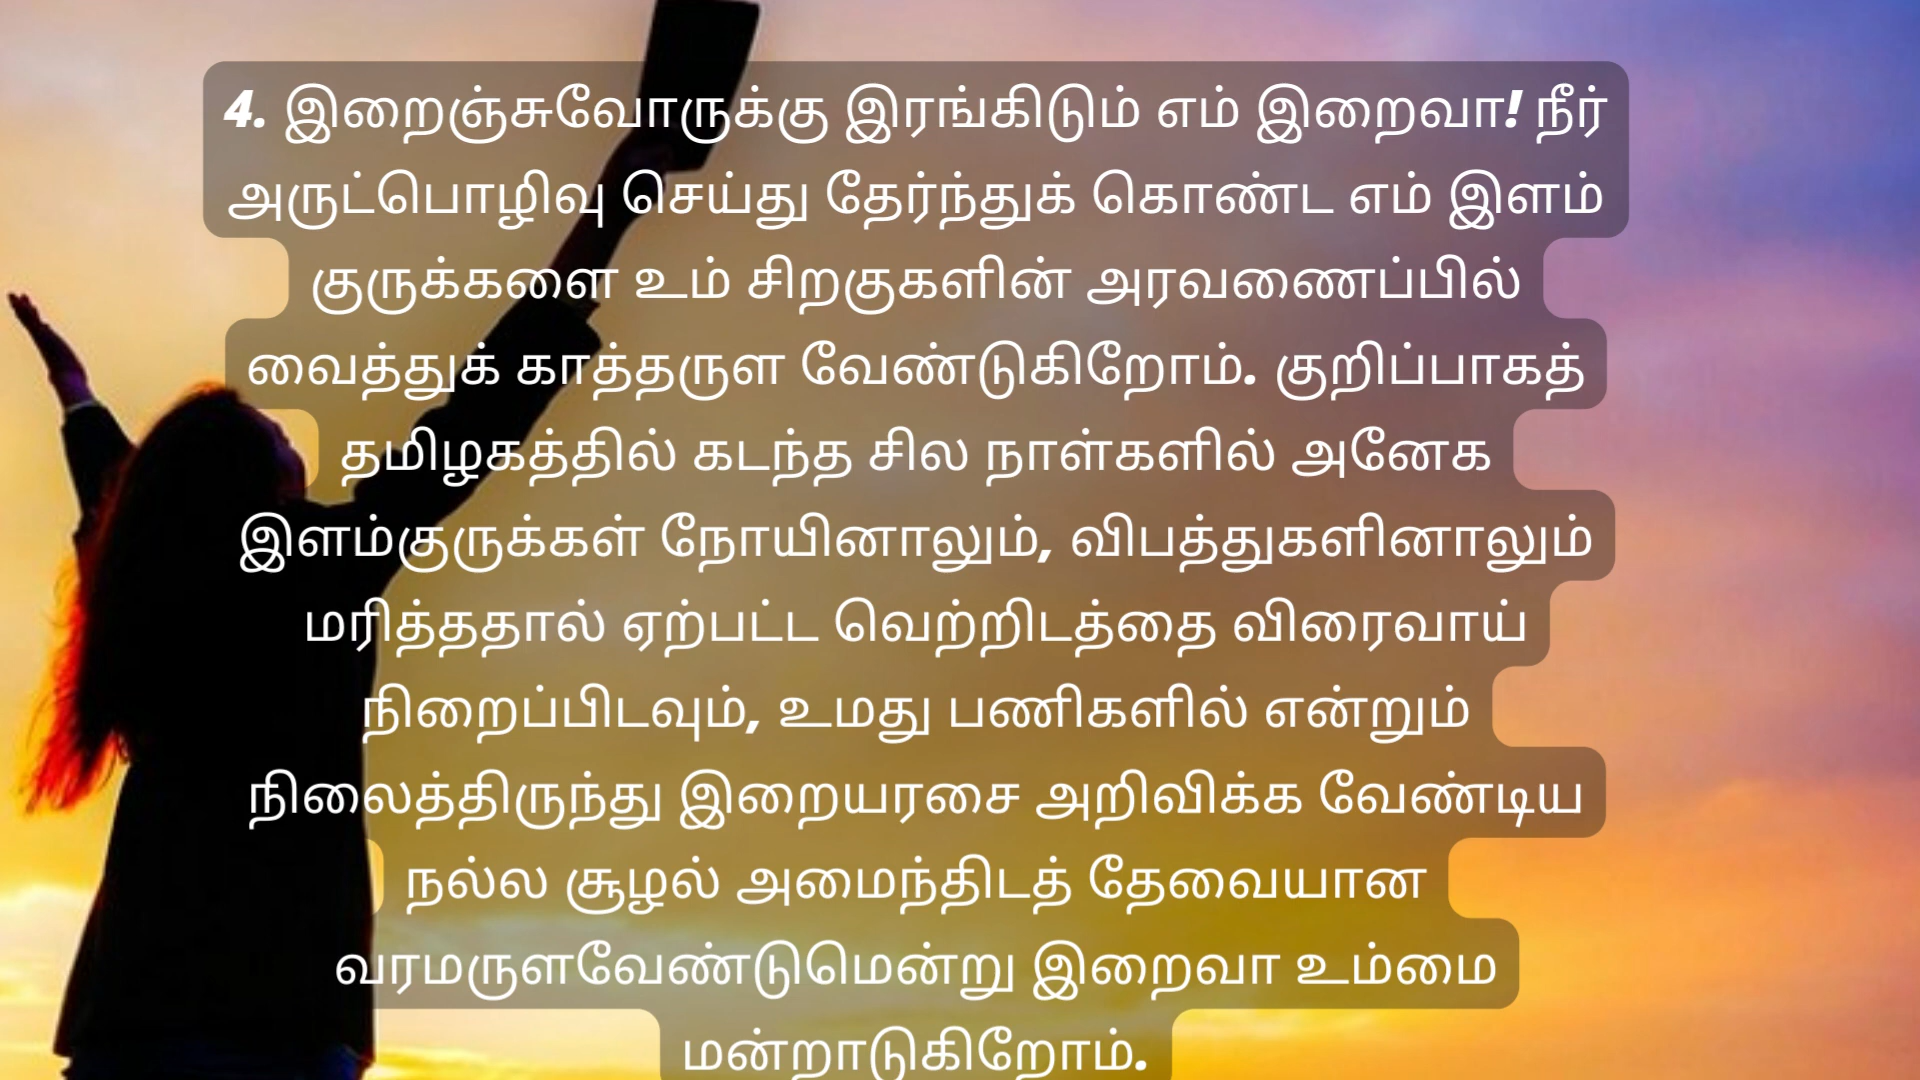 4. இறைஞ்சுவோருக்கு இரங்கிடும் எம் இறைவா! நீர்
அருட்பொழிவு செய்து தேர்ந்துக் கொண்ட எம் இளம்
குருக்களை உம் சிறகுகளின் அரவணைப்பில்
வைத்துக் காத்தருள வேண்டுகிறோம். குறிப்பாகத்
தமிழகத்தில் கடந்த சில நாள்களில் அனேக
இளம்குருக்கள் நோயினாலும், விபத்துகளினாலும்
மரித்ததால் ஏற்பட்ட வெற்றிடத்தை விரைவாய்
நிறைப்பிடவும், உமது பணிகளில் என்றும்
நிலைத்திருந்து இறையரசை அறிவிக்க வேண்டிய
நல்ல சூழல் அமைந்திடத் தேவையான
வரமருளவேண்டுமென்று இறைவா உம்மை
மன்றாடுகிறோம்.